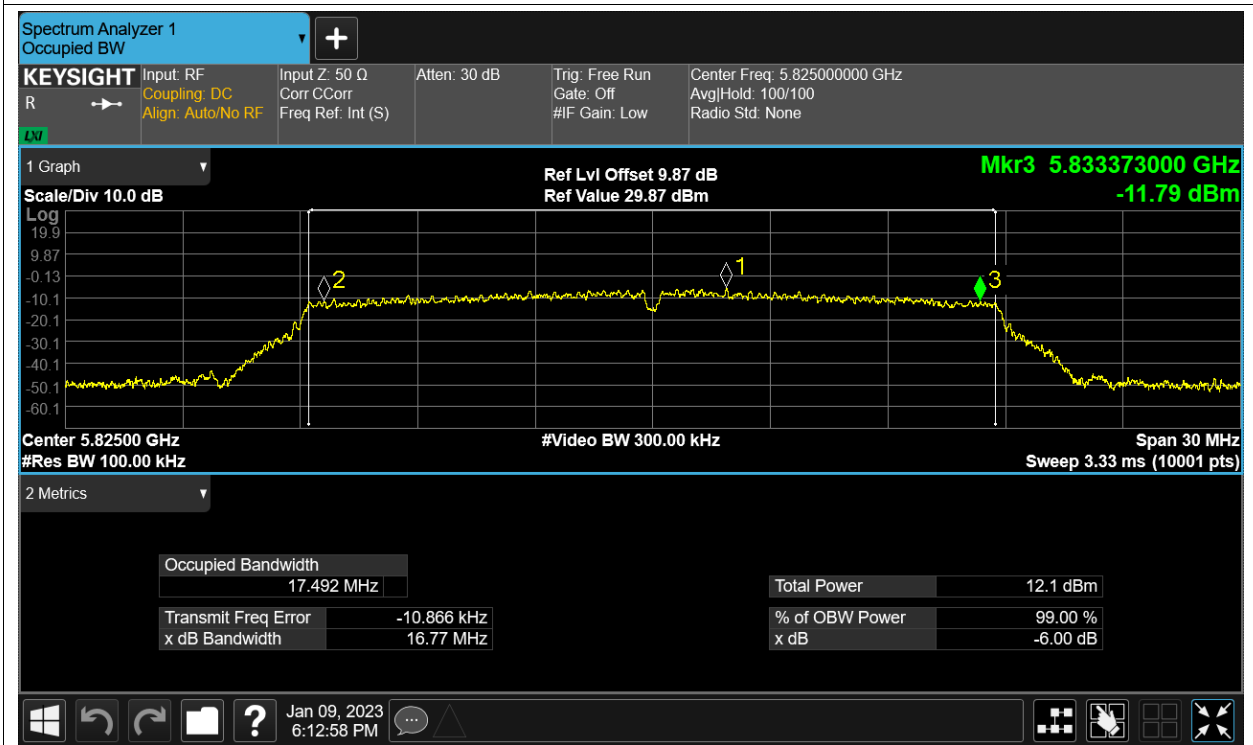 Spectrum Analyzer 1
Occupied BW
KEYSIGHT
R
LXI
Input: RF
Coupling: DC
Align: Auto/No RF
Input Z: 50 Ω
Corr CCorr
Freq Ref: Int (S)
Atten: 30 dB
Trig: Free Run
Gate: Off
#IF Gain: Low
Center Freq: 5.825000000 GHz
Avg|Hold: 100/100
Radio Std: None
1 Graph
Scale/Div 10.0 dB
Ref Lvl Offset 9.87 dB
Ref Value 29.87 dBm
Mkr3 5.833373000 GHz
-11.79 dBm
Log
19.9
9.87
-0.13
-10.1
-20.1
-30.1
-40.1
-50.1
-60.1
2
1
3
Center 5.82500 GHz
#Res BW 100.00 kHz
#Video BW 300.00 kHz
Span 30 MHz
Sweep 3.33 ms (10001 pts)
2 Metrics
Occupied Bandwidth
17.492 MHz
Transmit Freq Error -10.866 kHz
x dB Bandwidth 16.77 MHz
Total Power 12.1 dBm
% of OBW Power 99.00 %
x dB -6.00 dB
?
Jan 09, 2023
6:12:58 PM